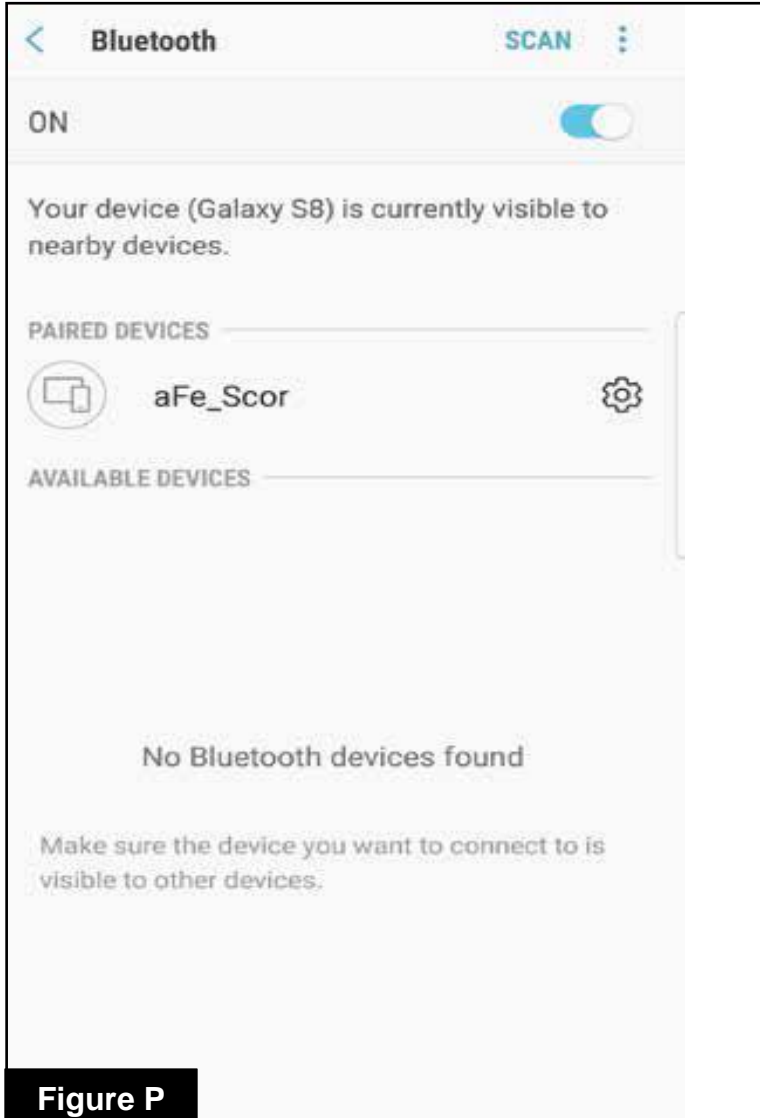 Bluetooth SCAN
ON
Your device (Galaxy S8) is currently visible to
nearby devices.
PAIRED DEVICES
aFe_Scor
AVAILABLE DEVICES
No Bluetooth devices found
Make sure the device you want to connect to is
visible to other devices.
Figure P